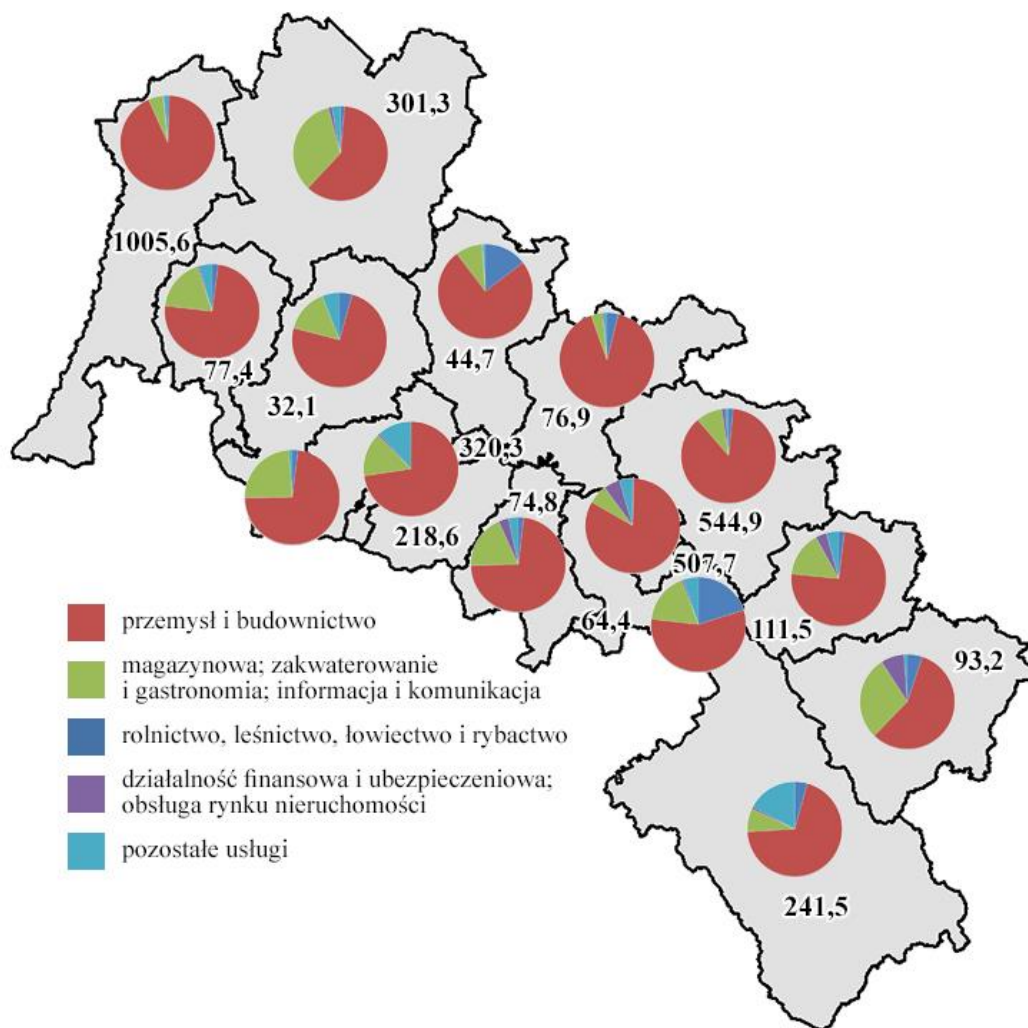 301,3
1005,6
77,4
32,1
44,7
76,9
320,3
74,8
218,6
544,9
507,7
64,4
111,5
93,2
241,5
przemysł i budownictwo
magazynowa; zakwaterowanie
i gastronomia; informacja i komunikacja
rolnictwo, leśnictwo, łowiectwo i rybactwo
działalność finansowa i ubezpieczeniowa;
obsługa rynku nieruchomości
pozostałe usługi